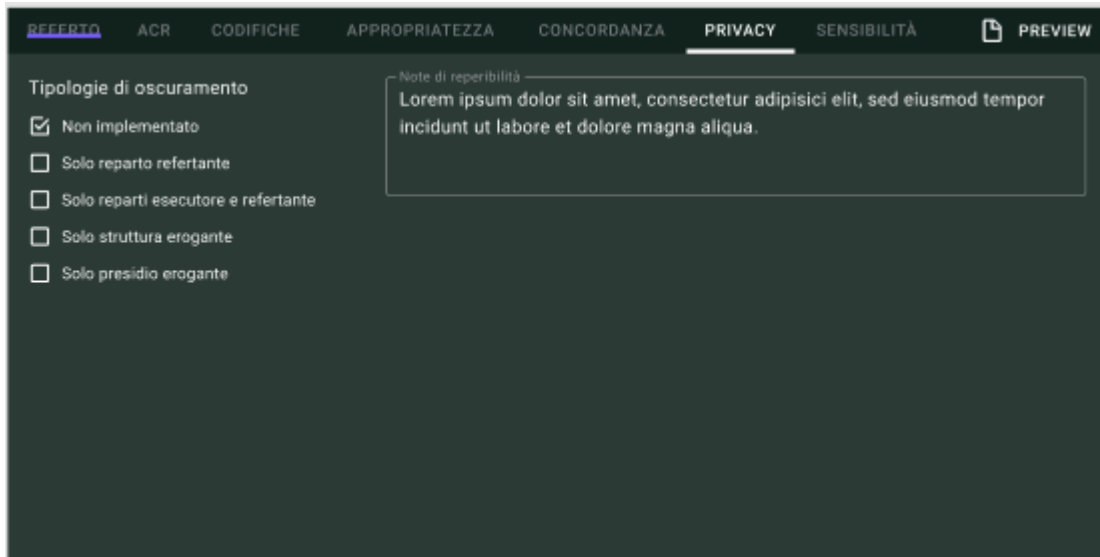 REFERTO ACR CODIFICHE APPROPRIATEZZA CONCORDANZA PRIVACY SENSIBILITÀ PREVIEW
Tipologie di oscuramento
Non implementato
Solo reparto refertante
Solo reparti esecutore e refertante
Solo struttura erogante
Solo presidio erogante
Note di reperibilità
Lorem ipsum dolor sit amet, consectetur adipisici elit, sed eiusmod tempor
incidunt ut labore et dolore magna aliqua.